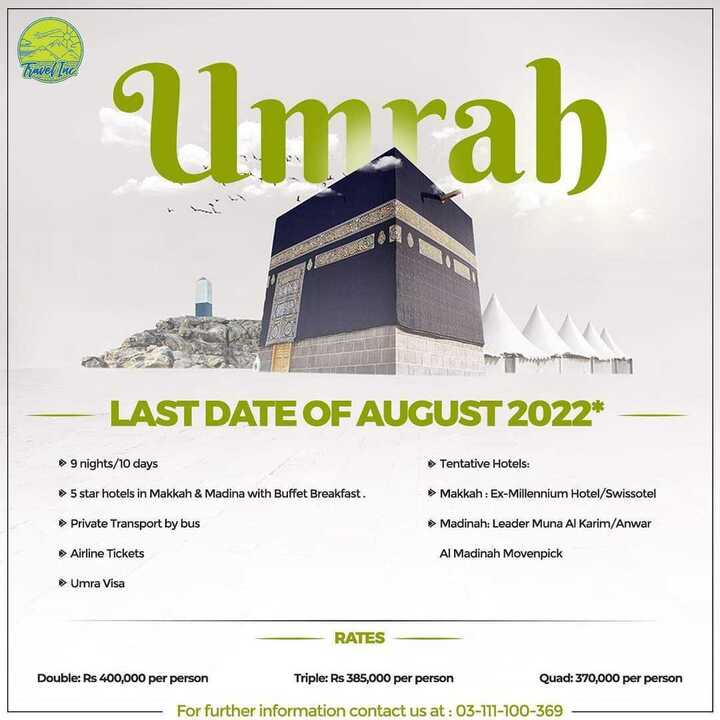 Travel Inc.
Umrah
LAST DATE OF AUGUST 2022*
9 nights/10 days
5 star hotels in Makkah & Madina with Buffet Breakfast .
Private Transport by bus
Airline Tickets
Umra Visa
Tentative Hotels:
Makkah : Ex-Millennium Hotel/Swissotel
Madinah: Leader Muna Al Karim/Anwar
Al Madinah Movenpick
RATES
Double: Rs 400,000 per person
Triple: Rs 385,000 per person
Quad: 370,000 per person
For further information contact us at : 03-111-100-369